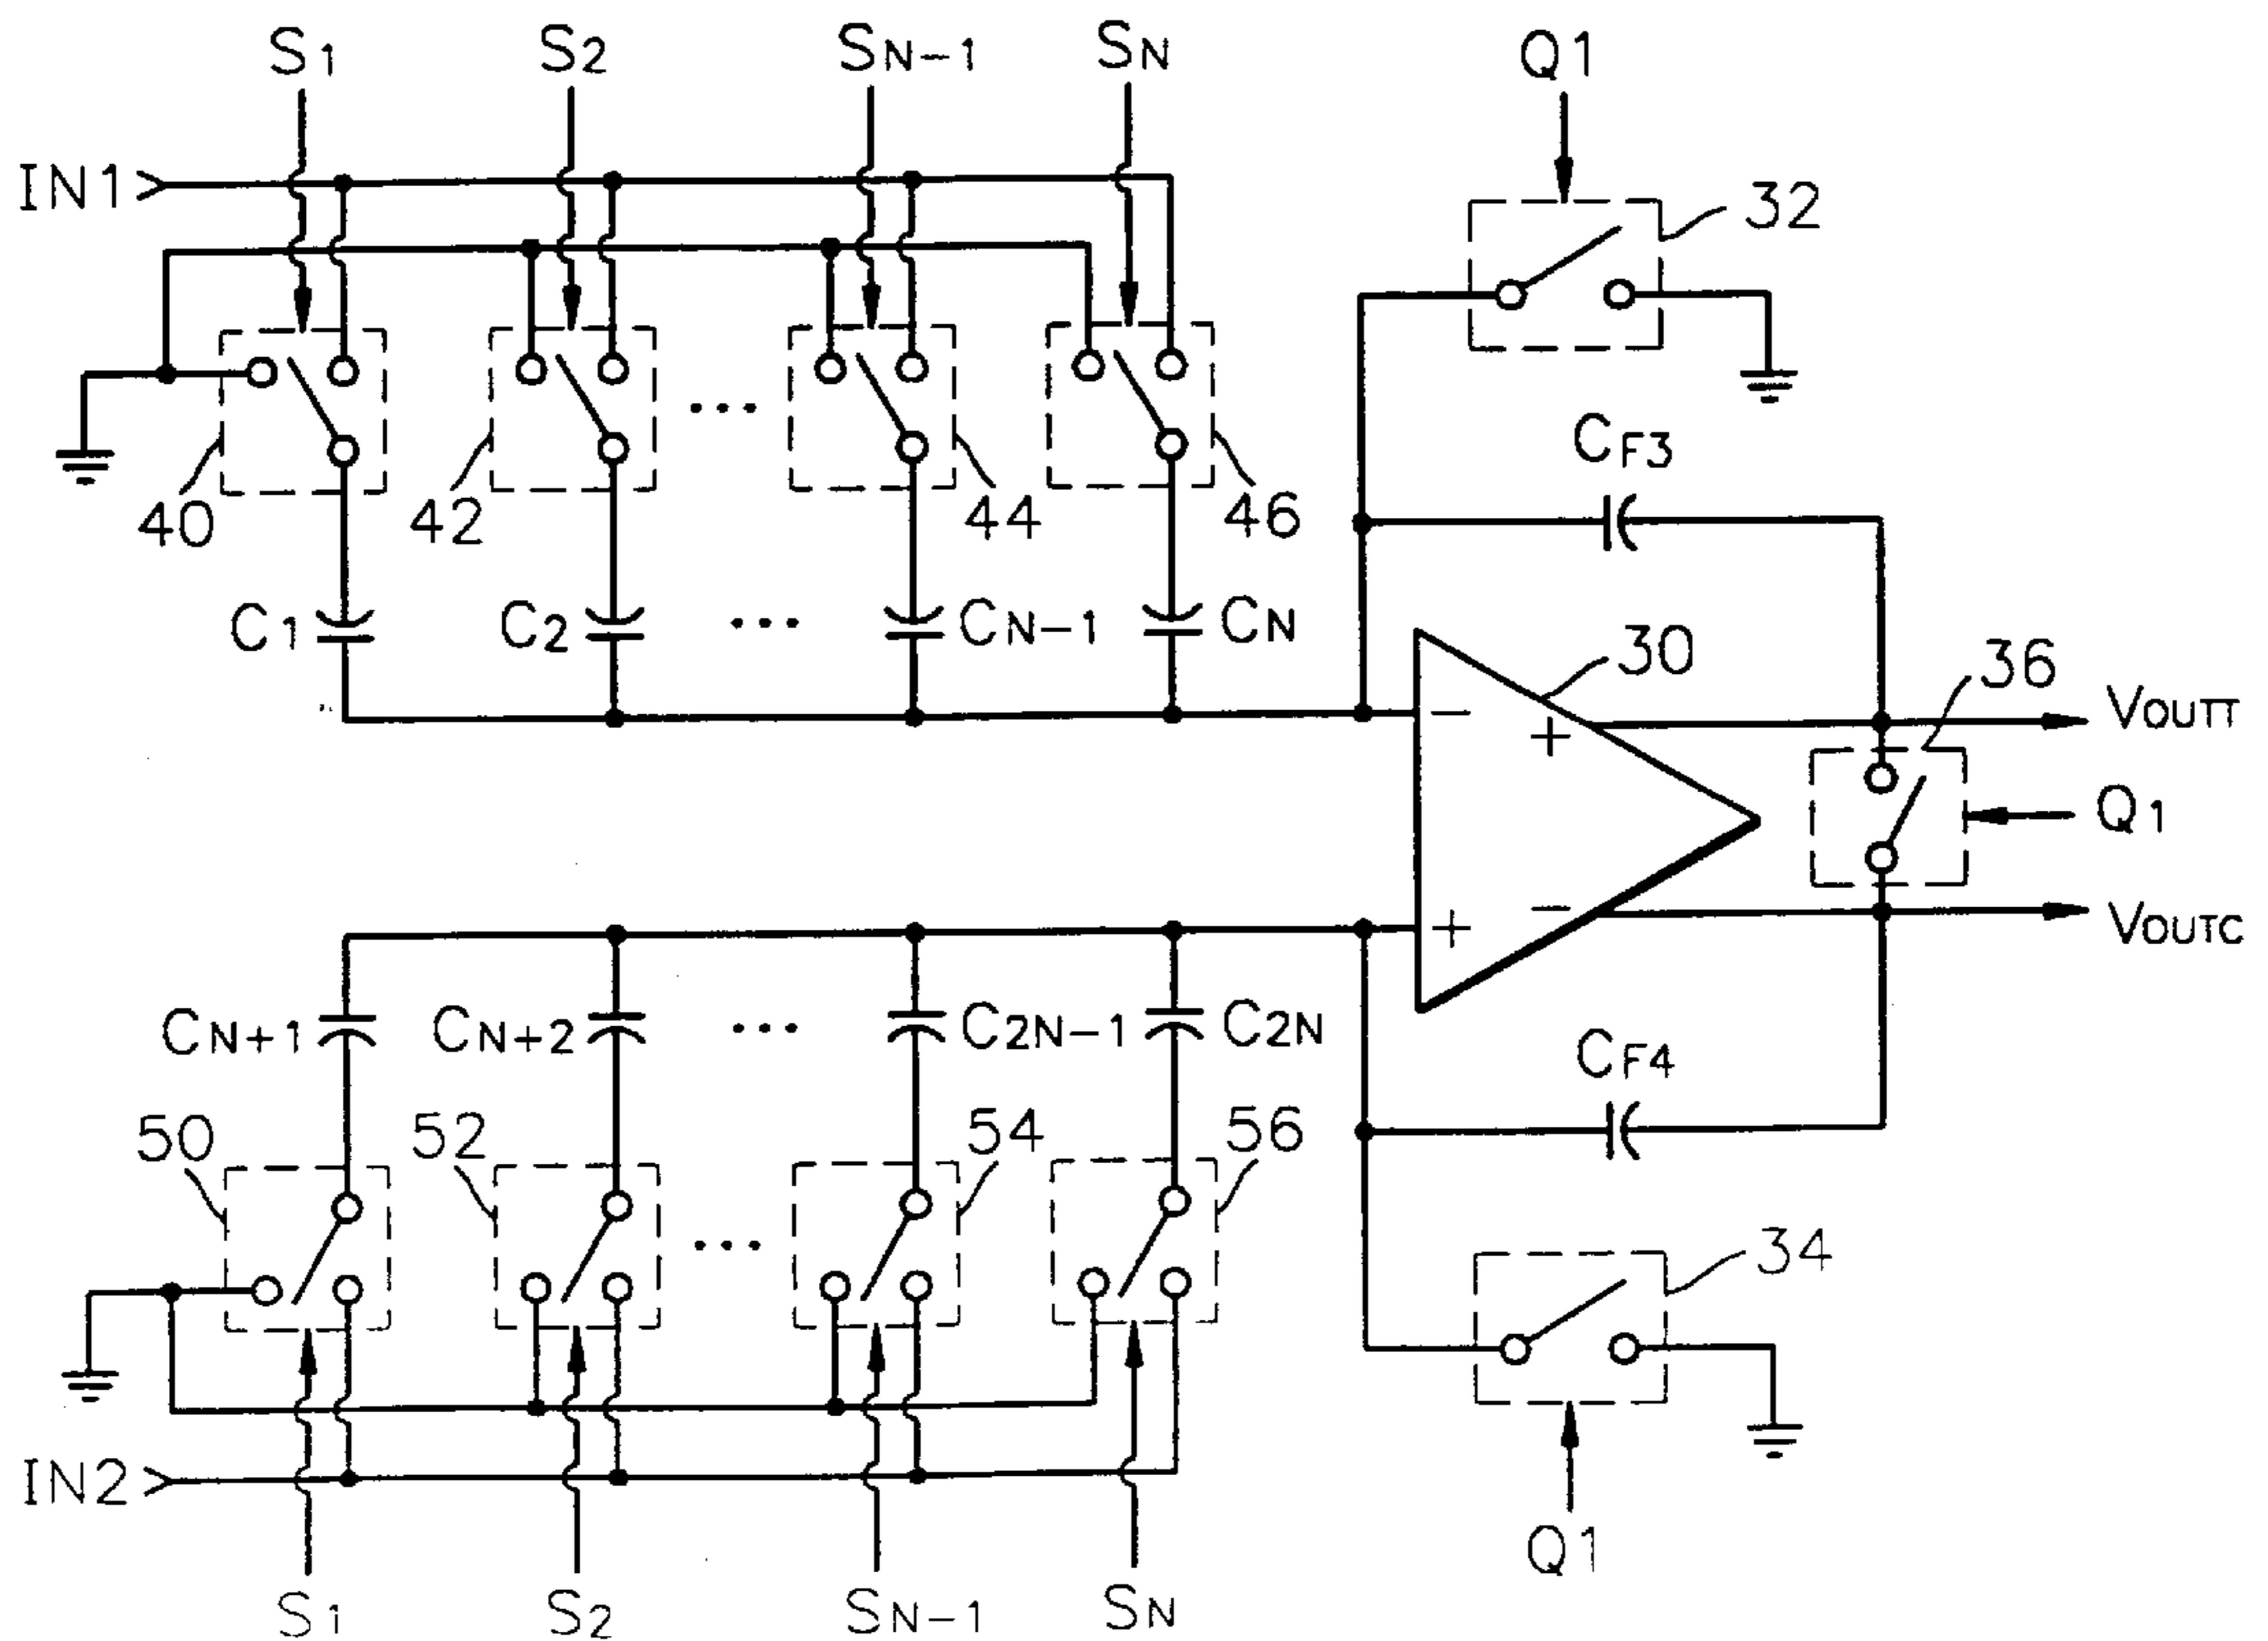 S1 S2 SN-1 SN Q1
IN1
32
40 42 44 46
CF3
C1 C2 ... CN-1 CN
30 36
VOUTT
- +
Q1
+ -
VOUTC
CN+1 CN+2 ... C2N-1 C2N
CF4
50 52 54 56
34
IN2
Q1
S1 S2 SN-1 SN